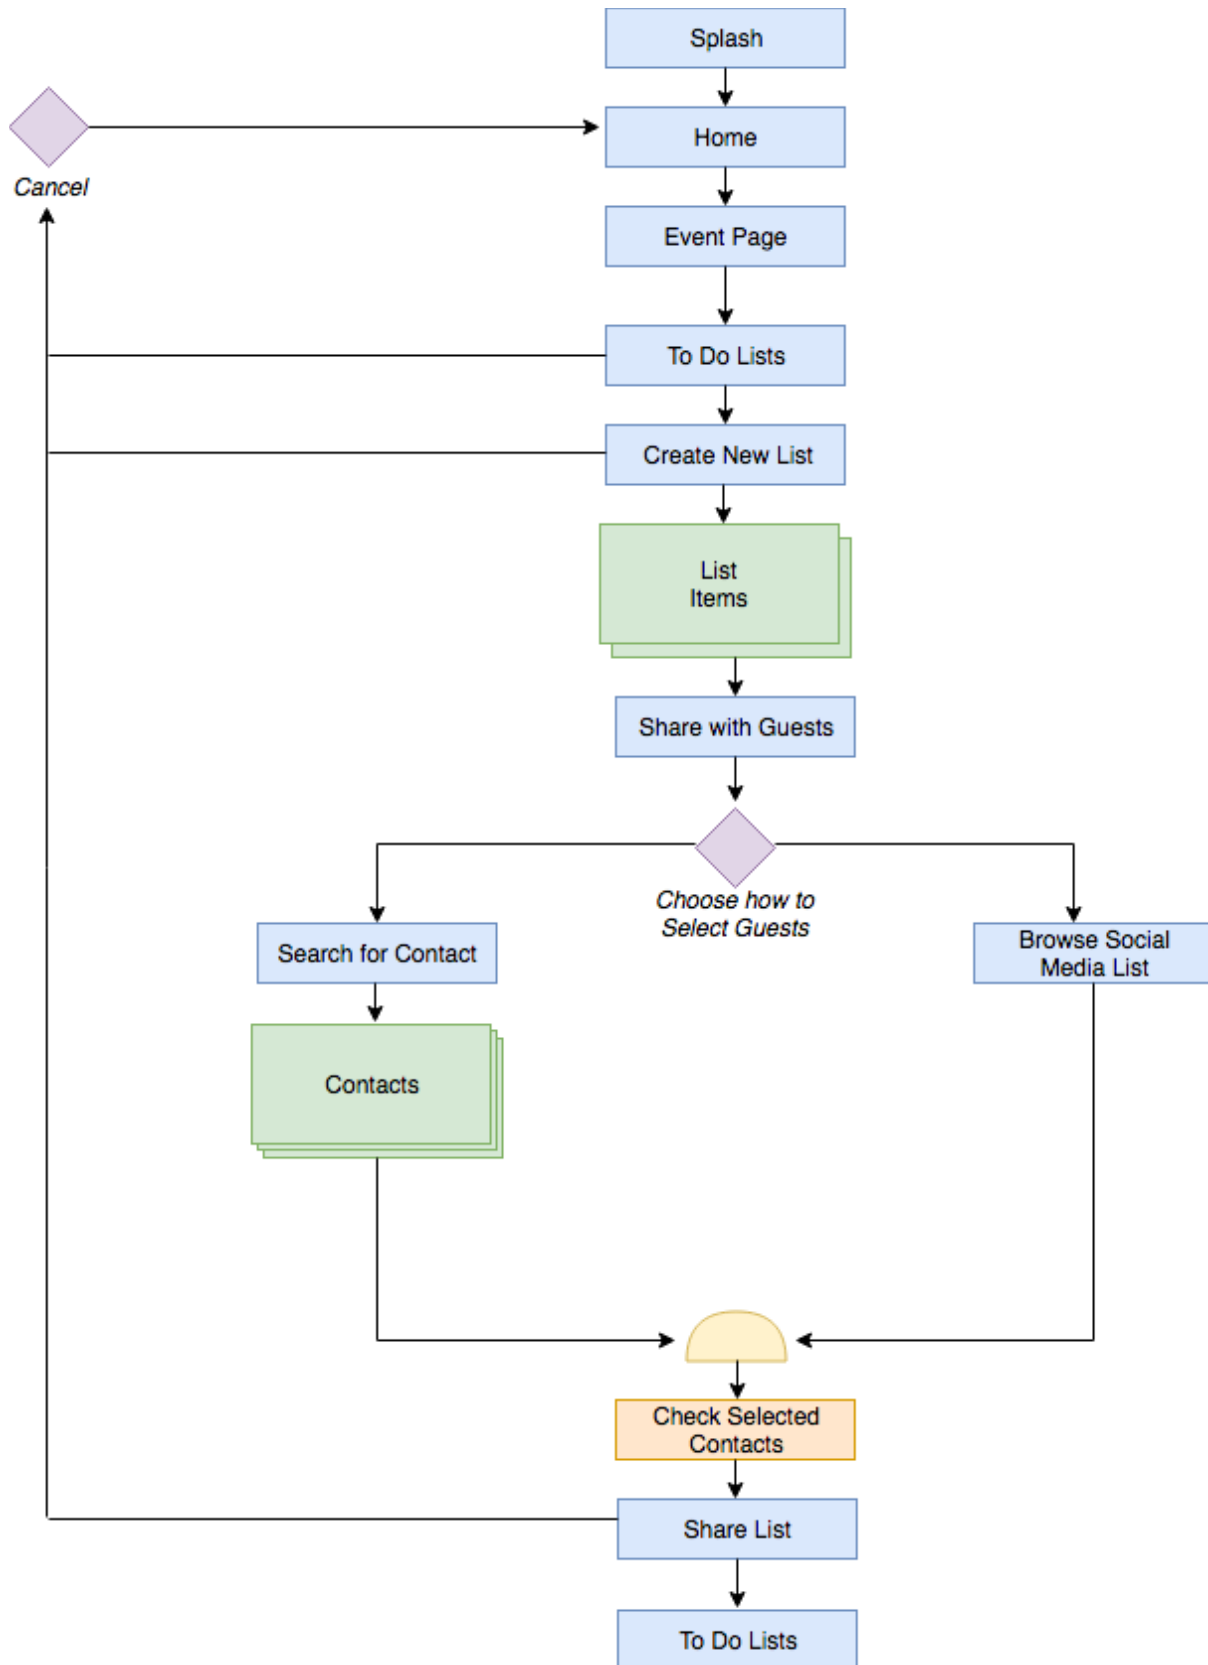 Splash
Home
Cancel
Event Page
To Do Lists
Create New List
List
Items
Share with Guests
Choose how to
Select Guests
Search for Contact
Browse Social
Media List
Contacts
Check Selected
Contacts
Share List
To Do Lists